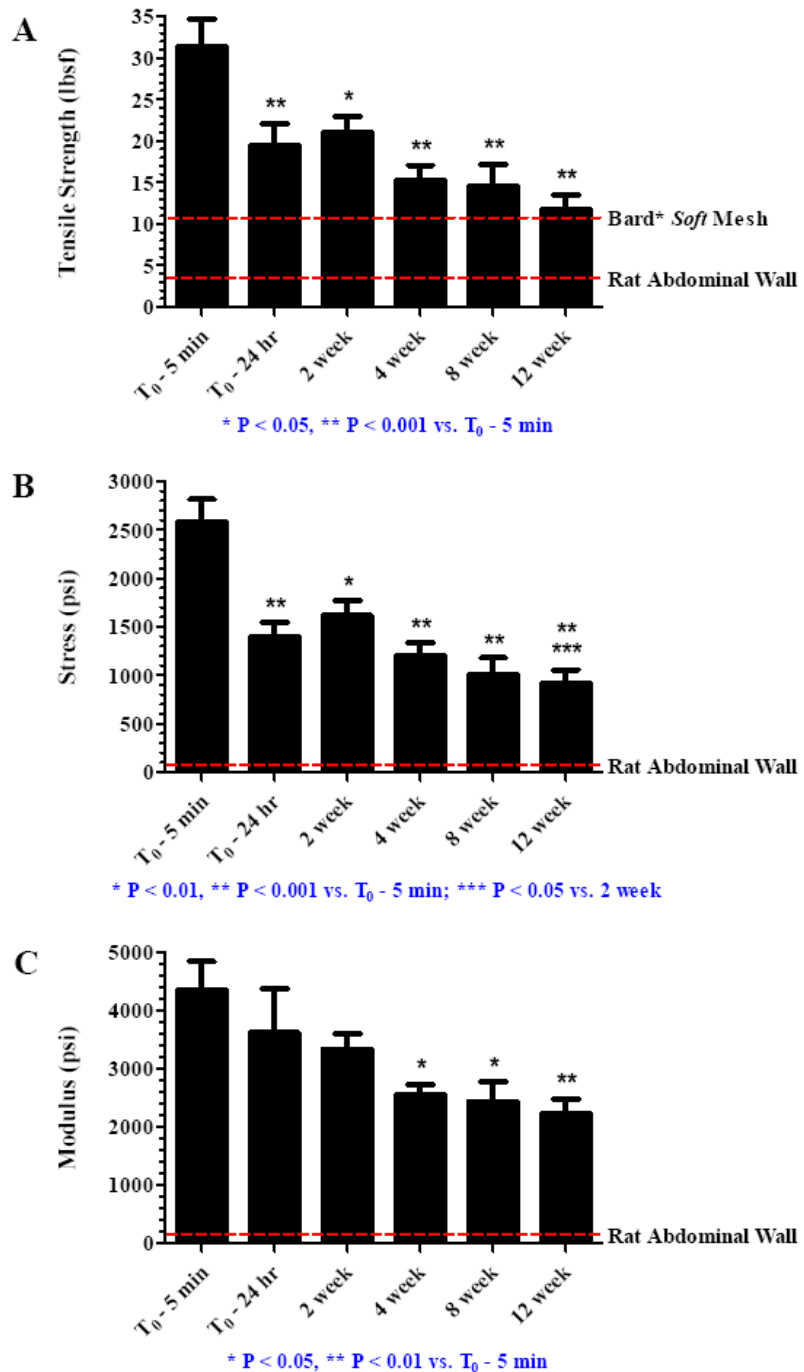 A
Tensile Strength (lbsf)
35
30
25
20
15
10
5
0
**
*
**
**
**
Bard* Soft Mesh
Rat Abdominal Wall
T₀ - 5 min
T₀ - 24 hr
2 week
4 week
8 week
12 week
* P < 0.05, ** P < 0.001 vs. T₀ - 5 min
B
Stress (psi)
3000
2500
2000
1500
1000
500
0
**
*
**
**
**
***
Rat Abdominal Wall
T₀ - 5 min
T₀ - 24 hr
2 week
4 week
8 week
12 week
* P < 0.01, ** P < 0.001 vs. T₀ - 5 min; *** P < 0.05 vs. 2 week
C
Modulus (psi)
5000
4000
3000
2000
1000
0
*
*
**
Rat Abdominal Wall
T₀ - 5 min
T₀ - 24 hr
2 week
4 week
8 week
12 week
* P < 0.05, ** P < 0.01 vs. T₀ - 5 min